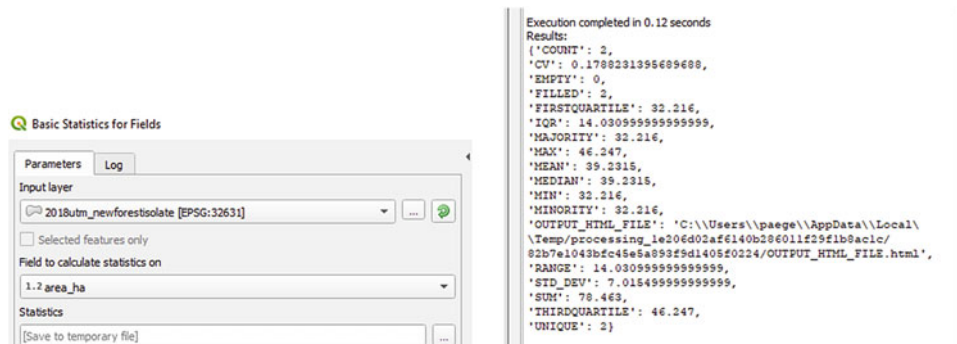 Basic Statistics for Fields
Parameters
Log
Input layer
2018utm_newforestisolate [EPSG:32631]
...
Selected features only
Field to calculate statistics on
1.2 area_ha
Statistics
[Save to temporary file]
...
Execution completed in 0.12 seconds
Results:
{'COUNT': 2,
'CV': 0.1788231395689688,
'EMPTY': 0,
'FILLED': 2,
'FIRSTQUARTILE': 32.216,
'IQR': 14.030999999999999,
'MAJORITY': 32.216,
'MAX': 46.247,
'MEAN': 39.2315,
'MEDIAN': 39.2315,
'MIN': 32.216,
'MINORITY': 32.216,
'OUTPUT_HTML_FILE': 'C:\\Users\\paege\\AppData\\Local\
\Temp/processing_1e206d02af6140b286011f29f1b8ac1c/
82b7e1043bfc45e5a893f9d1405f0224/OUTPUT_HTML_FILE.html',
'RANGE': 14.030999999999999,
'STD_DEV': 7.015499999999999,
'SUM': 78.463,
'THIRDQUARTILE': 46.247,
'UNIQUE': 2}